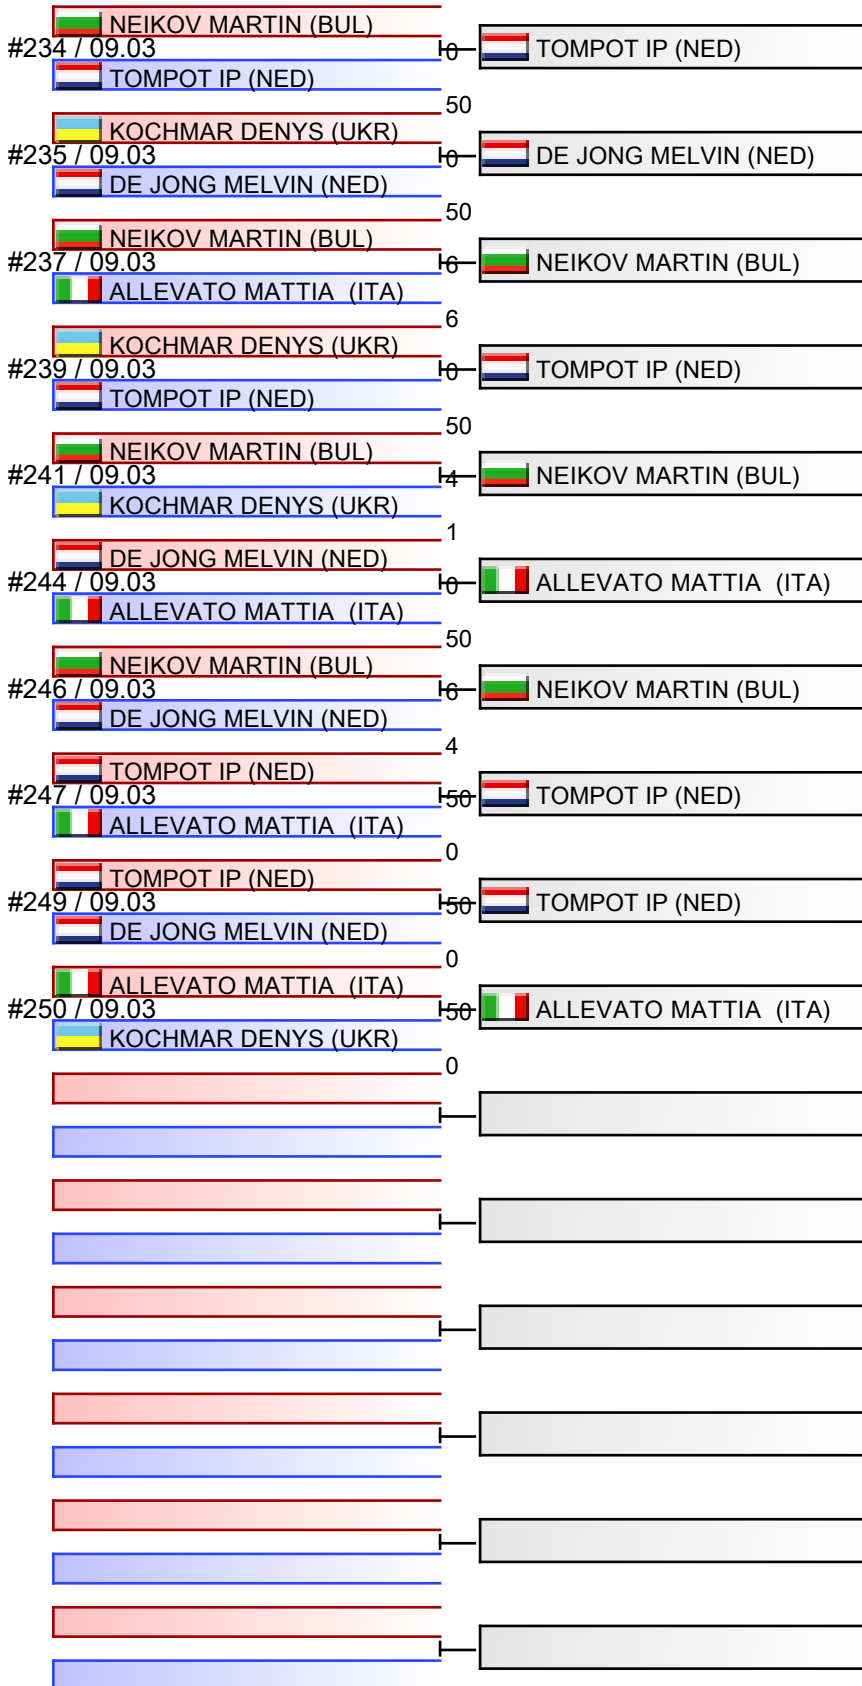 NEIKOV MARTIN (BUL)
#234 / 09.03 0 TOMPOT IP (NED)
TOMPOT IP (NED)
50
KOCHMAR DENYS (UKR)
#235 / 09.03 0 DE JONG MELVIN (NED)
DE JONG MELVIN (NED)
50
NEIKOV MARTIN (BUL)
#237 / 09.03 6 NEIKOV MARTIN (BUL)
ALLEVATO MATTIA (ITA)
6
KOCHMAR DENYS (UKR)
#239 / 09.03 0 TOMPOT IP (NED)
TOMPOT IP (NED)
50
NEIKOV MARTIN (BUL)
#241 / 09.03 4 NEIKOV MARTIN (BUL)
KOCHMAR DENYS (UKR)
1
DE JONG MELVIN (NED)
#244 / 09.03 0 ALLEVATO MATTIA (ITA)
ALLEVATO MATTIA (ITA)
50
NEIKOV MARTIN (BUL)
#246 / 09.03 6 NEIKOV MARTIN (BUL)
DE JONG MELVIN (NED)
4
TOMPOT IP (NED)
#247 / 09.03 50 TOMPOT IP (NED)
ALLEVATO MATTIA (ITA)
0
TOMPOT IP (NED)
#249 / 09.03 50 TOMPOT IP (NED)
DE JONG MELVIN (NED)
0
ALLEVATO MATTIA (ITA)
#250 / 09.03 50 ALLEVATO MATTIA (ITA)
KOCHMAR DENYS (UKR)
0